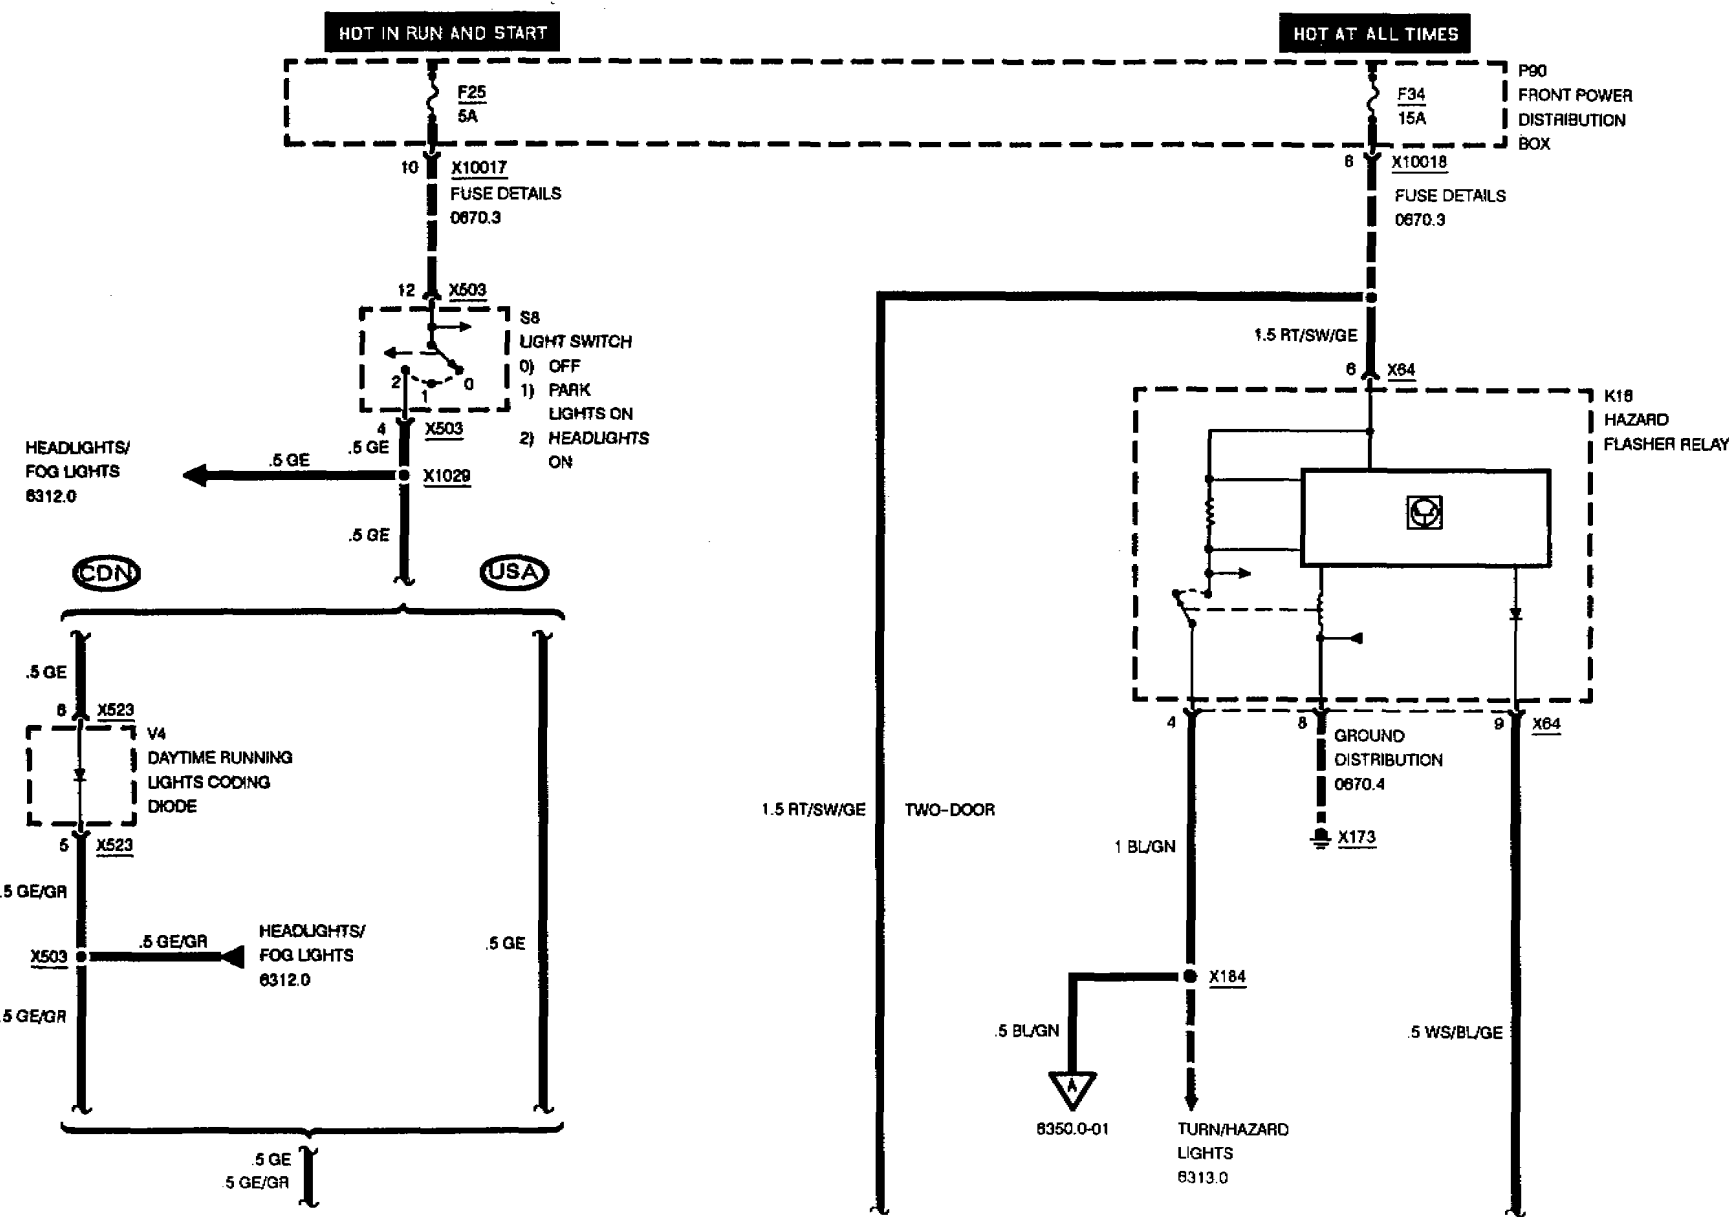 HOT IN RUN AND START
HOT AT ALL TIMES
F25
5A
F34
15A
P90
FRONT POWER
DISTRIBUTION
BOX
10
X10017
FUSE DETAILS
0670.3
6
X10018
FUSE DETAILS
0670.3
12
X503
S8
LIGHT SWITCH
0) OFF
1) PARK
LIGHTS ON
2) HEADLIGHTS
ON
2
1
0
4
X503
.5 GE
HEADLIGHTS/
FOG LIGHTS
6312.0
.5 GE
X1029
.5 GE
CDN
USA
1.5 RT/SW/GE
6
X64
K16
HAZARD
FLASHER RELAY
.5 GE
6
X523
V4
DAYTIME RUNNING
LIGHTS CODING
DIODE
5
X523
.5 GE/GR
X503
.5 GE/GR
HEADLIGHTS/
FOG LIGHTS
6312.0
.5 GE/GR
.5 GE
.5 GE
.5 GE/GR
1.5 RT/SW/GE
TWO-DOOR
4
8
9
X64
GROUND
DISTRIBUTION
0670.4
X173
1 BL/GN
X184
.5 BL/GN
A
6350.0-01
TURN/HAZARD
LIGHTS
6313.0
.5 WS/BL/GE